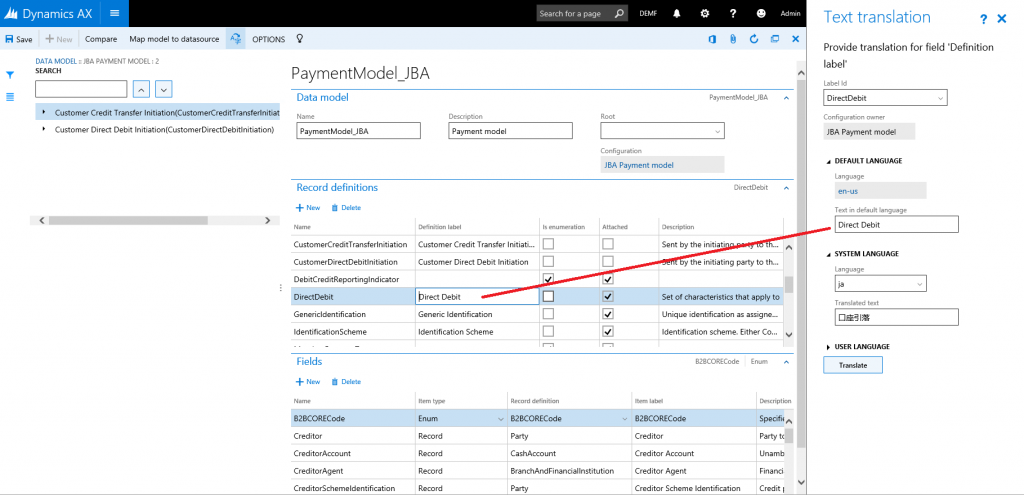 Dynamics AX
Search for a page
DEMF
?
Admin
Save
New
Compare
Map model to datasource
OPTIONS
DATA MODEL :: JBA PAYMENT MODEL : 2
SEARCH
Customer Credit Transfer Initiation(CustomerCreditTransferInitiat
Customer Direct Debit Initiation(CustomerDirectDebitInitiation)
PaymentModel_JBA
Data model
PaymentModel_JBA
Name
Description
Root
PaymentModel_JBA
Payment model
Configuration
JBA Payment model
Record definitions
DirectDebit
New
Delete
Name
Definition label
Is enumeration
Attached
Description
CustomerCreditTransferInitiation
Customer Credit Transfer Initiati...
Sent by the initiating party to th...
CustomerDirectDebitInitiation
Customer Direct Debit Initiation
Sent by the initiating party to th...
DebitCreditReportingIndicator
DirectDebit
Direct Debit
Set of characteristics that apply to
GenericIdentification
Generic Identification
Unique identification as assigne...
IdentificationScheme
Identification Scheme
Identification scheme. Either Co...
Fields
B2BCORECode
Enum
New
Delete
Name
Item type
Record definition
Item label
Description
B2BCORECode
Enum
B2BCORECode
B2BCORECode
Specifi
Creditor
Record
Party
Creditor
Party to
CreditorAccount
Record
CashAccount
Creditor Account
Unamb
CreditorAgent
Record
BranchAndFinancialInstitution
Creditor Agent
Financi
CreditorSchemeIdentification
Record
Party
Creditor Scheme Identification
Credit p
Text translation
?
Provide translation for field 'Definition
label'
Label Id
DirectDebit
Configuration owner
JBA Payment model
DEFAULT LANGUAGE
Language
en-us
Text in default language
Direct Debit
SYSTEM LANGUAGE
Language
ja
Translated text
口座引落
USER LANGUAGE
Translate